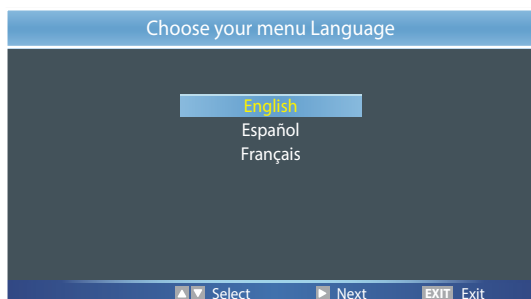 Choose your menu Language
English
Español
Français
Select Next EXIT Exit